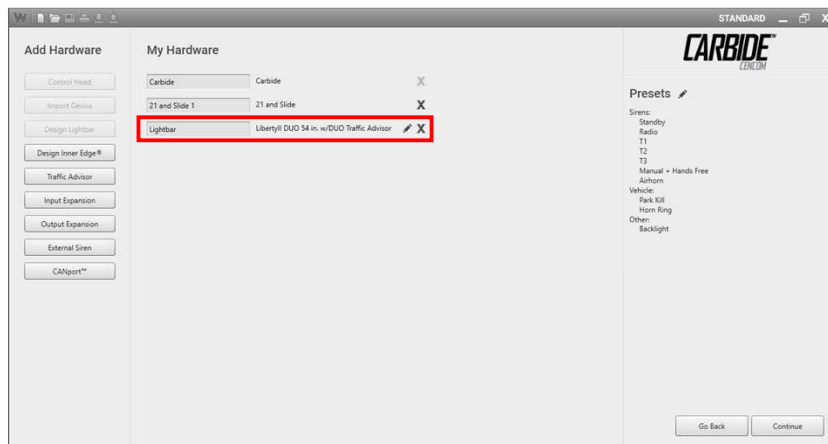 W
STANDARD
Add Hardware
Control Head
Import Device
Design Lightbar
Design Inner Edge®
Traffic Advisor
Input Expansion
Output Expansion
External Siren
CANport™
My Hardware
Carbide Carbide X
21 and Slide 1 21 and Slide X
Lightbar LibertyII DUO 54 in. w/DUO Traffic Advisor X
CARBIDE™
CENCOM
Presets
Sirens:
Standby
Radio
T1
T2
T3
Manual + Hands Free
Airhorn
Vehicle:
Park Kill
Horn Ring
Other:
Backlight
Go Back Continue